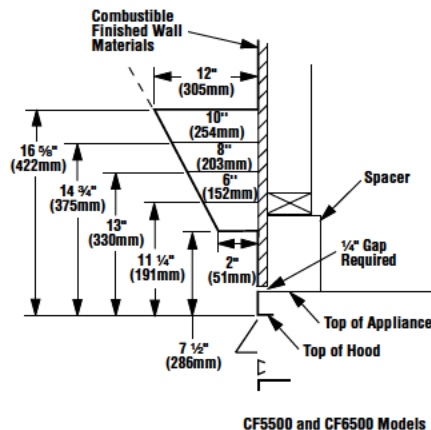 Combustible
Finished Wall
Materials
12"
(305mm)
10"
(254mm)
16 ⅝"
(422mm)
8"
(203mm)
14 ¾"
(375mm)
6"
(152mm)
Spacer
13"
(330mm)
11 ¼"
(191mm)
2"
(51mm)
¼" Gap
Required
Top of Appliance
Top of Hood
7 ½"
(286mm)
CF5500 and CF6500 Models